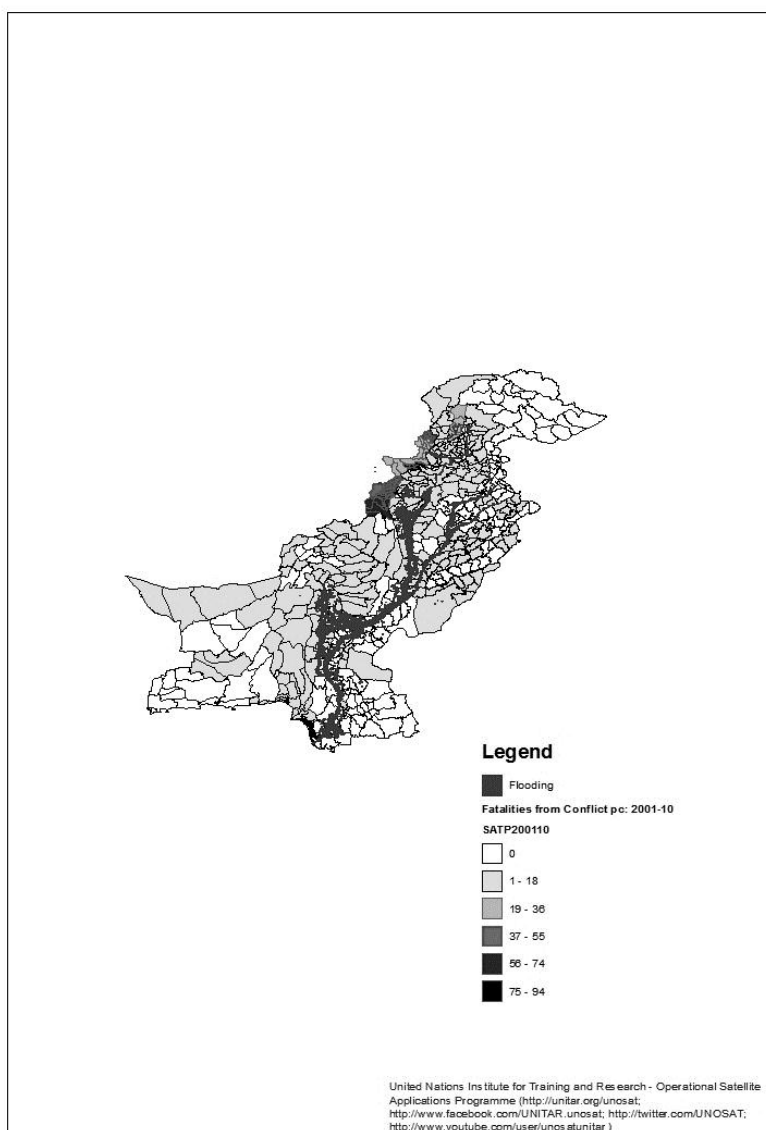 Legend
Flooding
Fatalities from Conflict pc: 2001-10
SATP200110
0
1 - 18
19 - 36
37 - 55
56 - 74
75 - 94
United Nations Institute for Training and Research - Operational Satellite
Applications Programme (http://unitar.org/unosat;
http://www.facebook.com/UNITAR.unosat; http://twitter.com/UNOSAT;
http://www.youtube.com/user/unosatunitar )